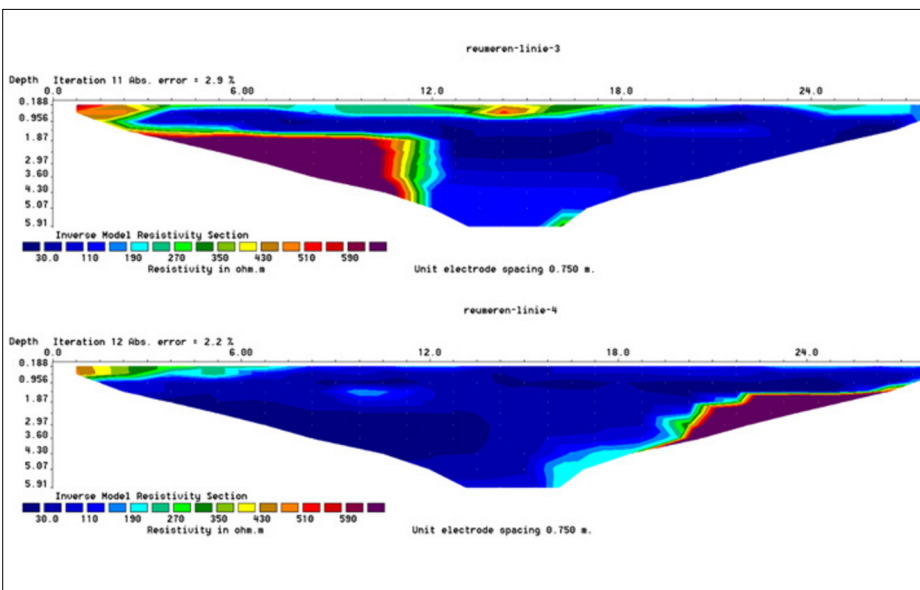 reumeren-linie-3
Depth Iteration 11 Abs. error = 2.9 %
0.0 6.00 12.0 18.0 24.0
0.188
0.956
1.87
2.97
3.60
4.30
5.07
5.91
Inverse Model Resistivity Section
30.0 110 190 270 350 430 510 590
Resistivity in ohm.m Unit electrode spacing 0.750 m.
reumeren-linie-4
Depth Iteration 12 Abs. error = 2.2 %
0.0 6.00 12.0 18.0 24.0
0.188
0.956
1.87
2.97
3.60
4.30
5.07
5.91
Inverse Model Resistivity Section
30.0 110 190 270 350 430 510 590
Resistivity in ohm.m Unit electrode spacing 0.750 m.